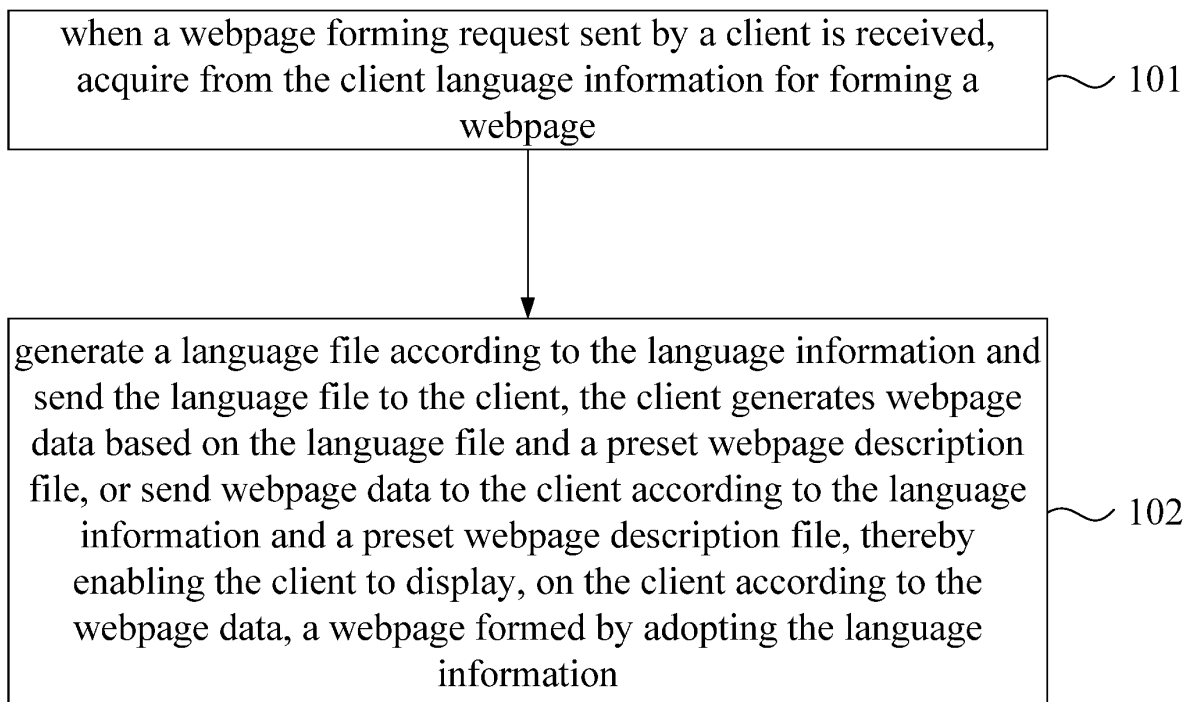 when a webpage forming request sent by a client is received,
acquire from the client language information for forming a
webpage
101
generate a language file according to the language information and
send the language file to the client, the client generates webpage
data based on the language file and a preset webpage description
file, or send webpage data to the client according to the language
information and a preset webpage description file, thereby
enabling the client to display, on the client according to the
webpage data, a webpage formed by adopting the language
information
102